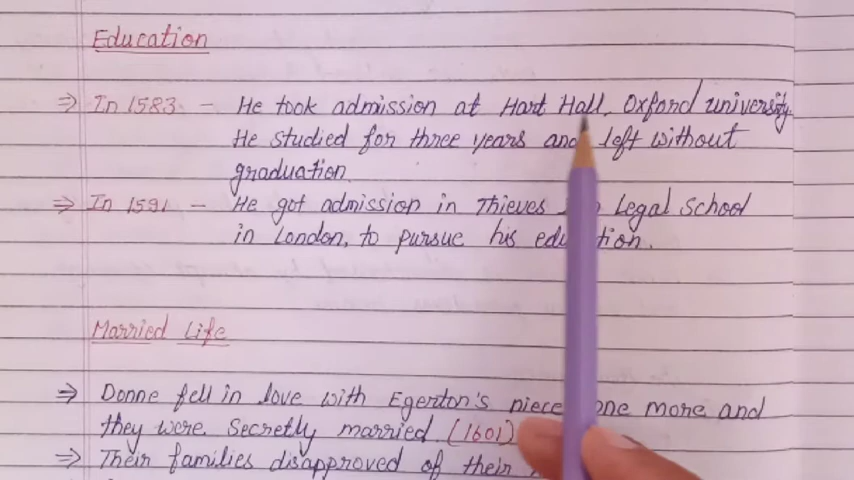 Education
⇒ In 1583 - He took admission at Hart Hall, Oxford university.
He studied for three years and left without
graduation.
⇒ In 1591 - He got admission in Thieves Legal School
in London, to pursue his education.
Married Life
⇒ Donne fell in love with Egerton's niece one more and
they were secretly married. (1601)
⇒ Their families disapproved of their